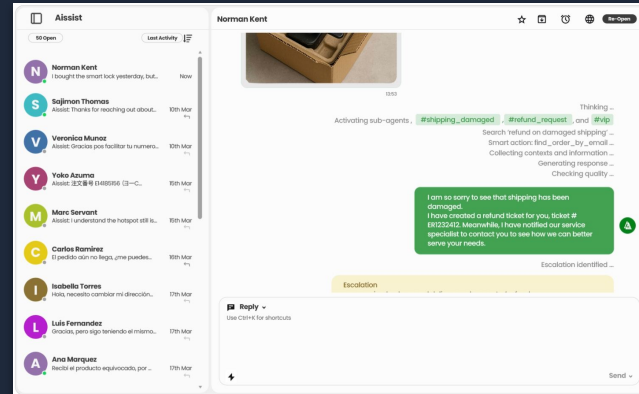 Aissist
50 Open
Last Activity
N
Norman Kent
I bought the smart lock yesterday, but...
Now
S
Sajimon Thomas
Aissist: Thanks for reaching out about...
10th Mar
V
Veronica Munoz
Aissist: Gracias pos facilitar tu numero...
10th Mar
Y
Yoko Azuma
Aissist: 注文番号 E14185156（ヨーC...
15th Mar
M
Marc Servant
Aissist: I understand the hotspot still is...
15th Mar
C
Carlos Ramirez
El pedido aún no llega, ¿me puedes...
16th Mar
I
Isabella Torres
Hola, necesito cambiar mi dirección...
17th Mar
L
Luis Fernandez
Gracias, pero sigo teniendo el mismo...
17th Mar
A
Ana Marquez
Recibí el producto equivocado, por ...
17th Mar
Norman Kent
Re-Open
13:53
Thinking ...
Activating sub-agents , #shipping_damaged , #refund_request , and #vip
Search 'refund on damaged shipping' ...
Smart action: find_order_by_email ...
Collecting contexts and information ...
Generating response ...
Checking quality ...
I am so sorry to see that shipping has been
damaged.
I have created a refund ticket for you, ticket #
ER1232412. Meanwhile, I have notified our service
specialist to contact you to see how we can better
serve your needs.
Escalation identified ...
Escalation
Reply
Use Ctrl+K for shortcuts
Send